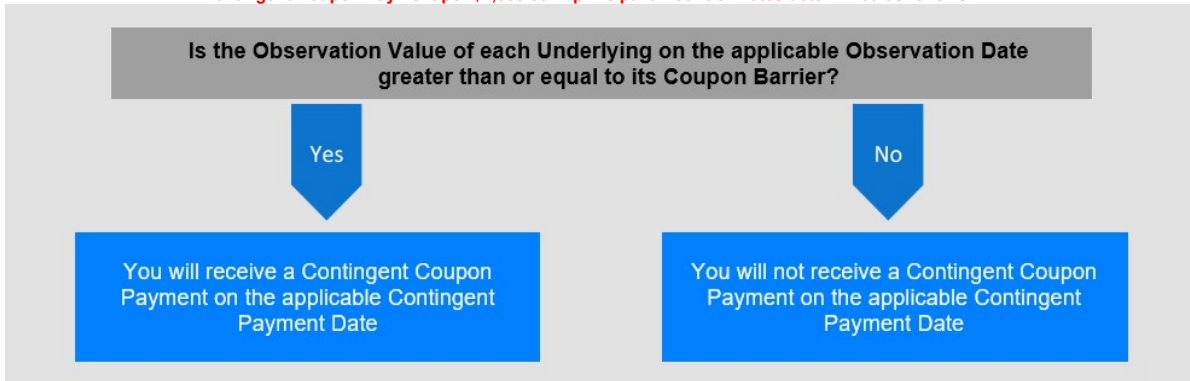 Is the Observation Value of each Underlying on the applicable Observation Date
greater than or equal to its Coupon Barrier?
Yes
No
You will receive a Contingent Coupon
Payment on the applicable Contingent
Payment Date
You will not receive a Contingent Coupon
Payment on the applicable Contingent
Payment Date